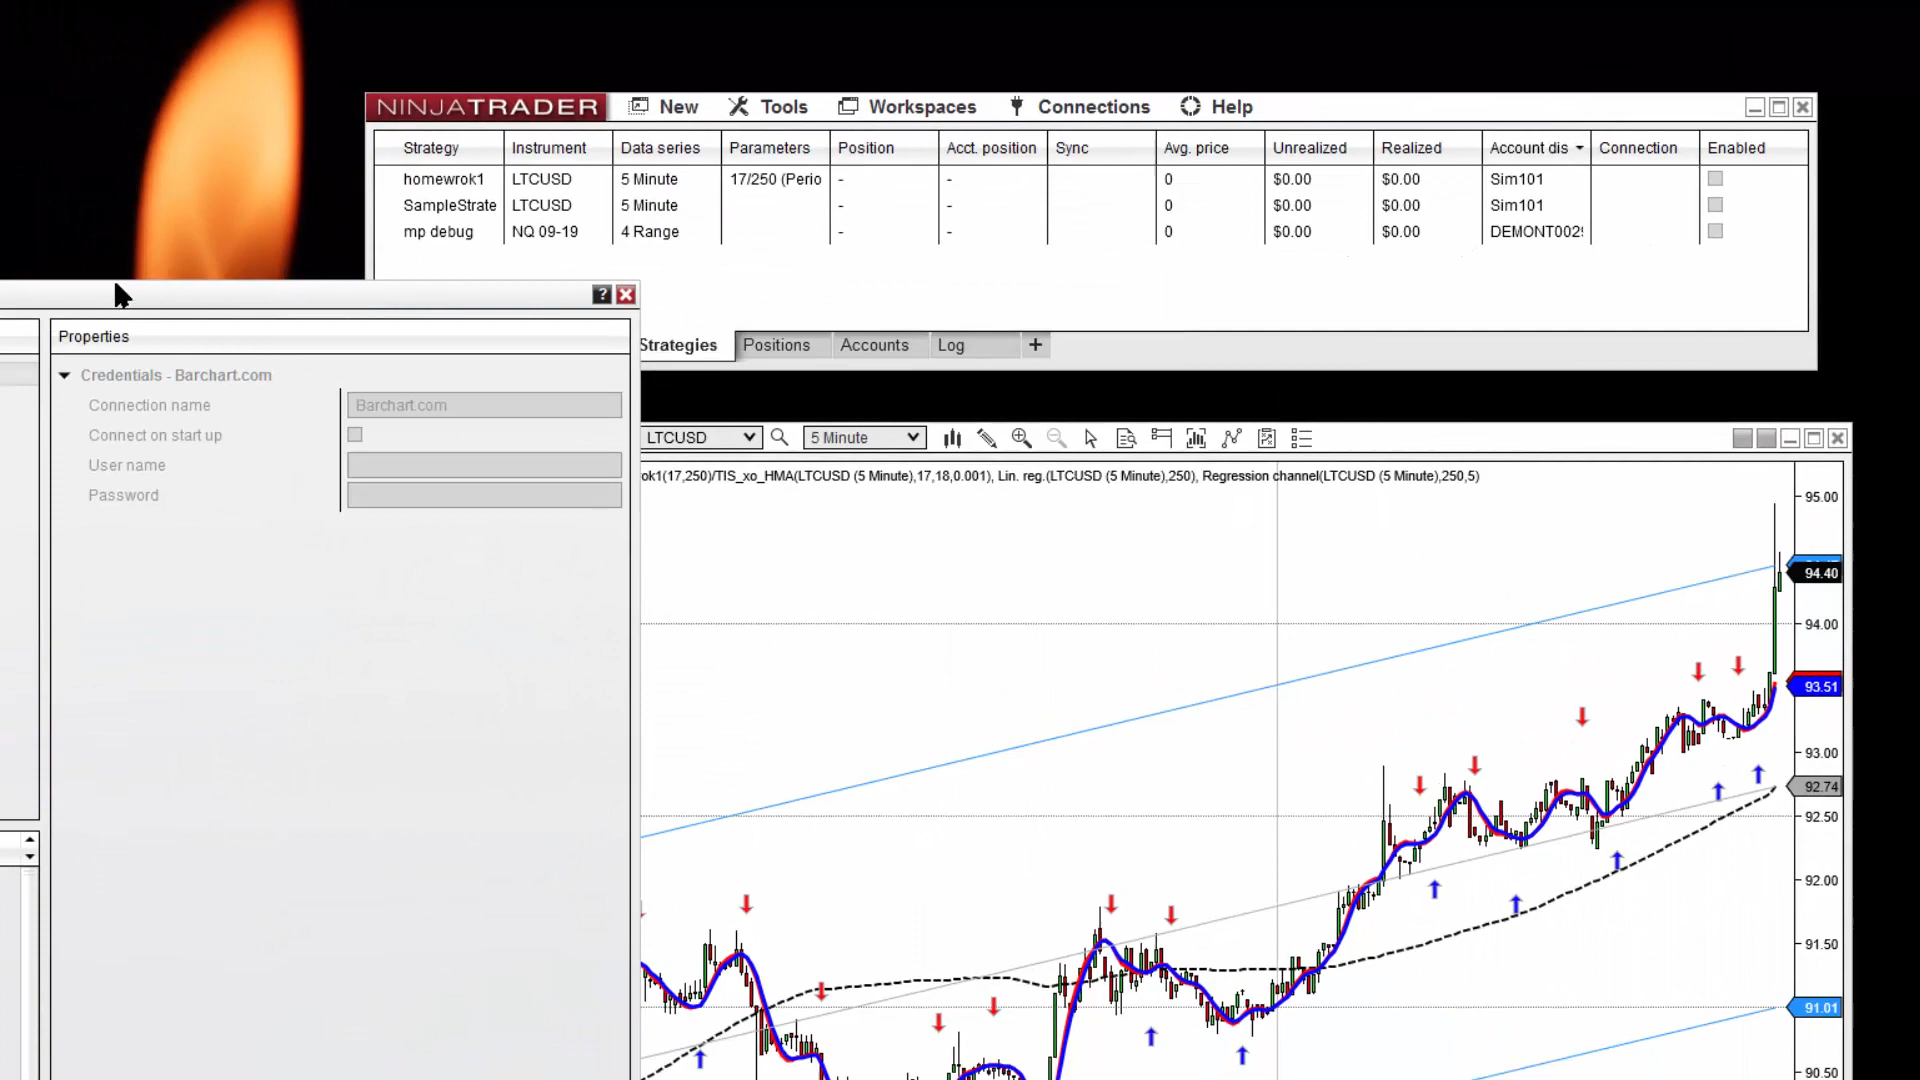 NINJATRADER New Tools Workspaces Connections Help
Strategy Instrument Data series Parameters Position Acct. position Sync Avg. price Unrealized Realized Account dis Connection Enabled
homewrok1 LTCUSD 5 Minute 17/250 (Perio - - 0 $0.00 $0.00 Sim101
SampleStrate LTCUSD 5 Minute - - 0 $0.00 $0.00 Sim101
mp debug NQ 09-19 4 Range - - 0 $0.00 $0.00 DEMONT002
Strategies Positions Accounts Log +
?
Properties
Credentials - Barchart.com
Connection name Barchart.com
Connect on start up
User name
Password
LTCUSD 5 Minute
ok1(17,250)/TIS_xo_HMA(LTCUSD (5 Minute),17,18,0.001), Lin. reg.(LTCUSD (5 Minute),250), Regression channel(LTCUSD (5 Minute),250,5)
95.00
94.40
94.00
93.51
93.00
92.74
92.50
92.00
91.50
91.01
90.50